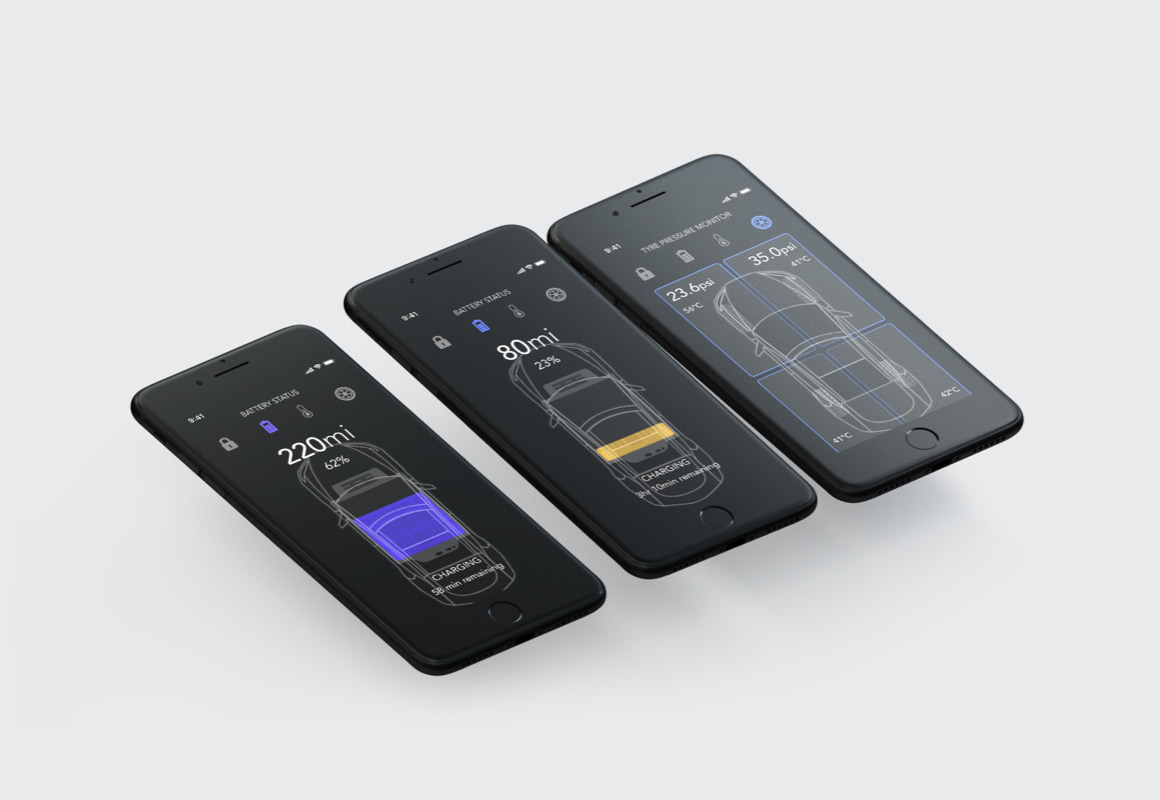 9:41
BATTERY STATUS
220mi
62%
CHARGING
58 min remaining
9:41
BATTERY STATUS
80mi
23%
CHARGING
3hr 10min remaining
9:41
TYRE PRESSURE MONITOR
23.6psi
56°C
35.0psi
41°C
41°C
42°C